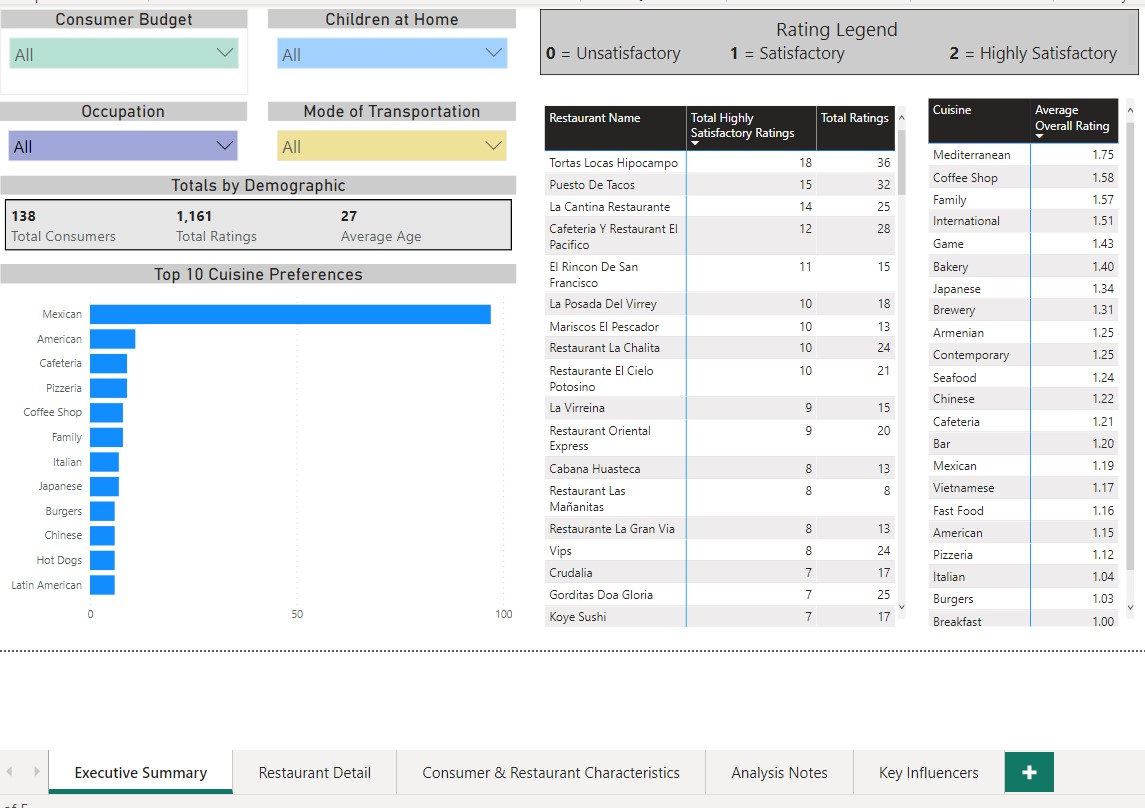 Consumer Budget
All
Children at Home
All
Occupation
All
Mode of Transportation
All
Totals by Demographic
138 1,161 27
Total Consumers Total Ratings Average Age
Top 10 Cuisine Preferences
Mexican
American
Cafeteria
Pizzeria
Coffee Shop
Family
Italian
Japanese
Burgers
Chinese
Hot Dogs
Latin American
0 50 100
Rating Legend
0 = Unsatisfactory 1 = Satisfactory 2 = Highly Satisfactory
Restaurant Name Total Highly Total Ratings
Satisfactory Ratings
Tortas Locas Hipocampo 18 36
Puesto De Tacos 15 32
La Cantina Restaurante 14 25
Cafeteria Y Restaurant El 12 28
Pacifico
El Rincon De San 11 15
Francisco
La Posada Del Virrey 10 18
Mariscos El Pescador 10 13
Restaurant La Chalita 10 24
Restaurante El Cielo 10 21
Potosino
La Virreina 9 15
Restaurant Oriental 9 20
Express
Cabana Huasteca 8 13
Restaurant Las 8 8
Mañanitas
Restaurante La Gran Via 8 13
Vips 8 24
Crudalia 7 17
Gorditas Doa Gloria 7 25
Koye Sushi 7 17
Cuisine Average
Overall Rating
Mediterranean 1.75
Coffee Shop 1.58
Family 1.57
International 1.51
Game 1.43
Bakery 1.40
Japanese 1.34
Brewery 1.31
Armenian 1.25
Contemporary 1.25
Seafood 1.24
Chinese 1.22
Cafeteria 1.21
Bar 1.20
Mexican 1.19
Vietnamese 1.17
Fast Food 1.16
American 1.15
Pizzeria 1.12
Italian 1.04
Burgers 1.03
Breakfast 1.00
Executive Summary Restaurant Detail Consumer & Restaurant Characteristics Analysis Notes Key Influencers +
of 5